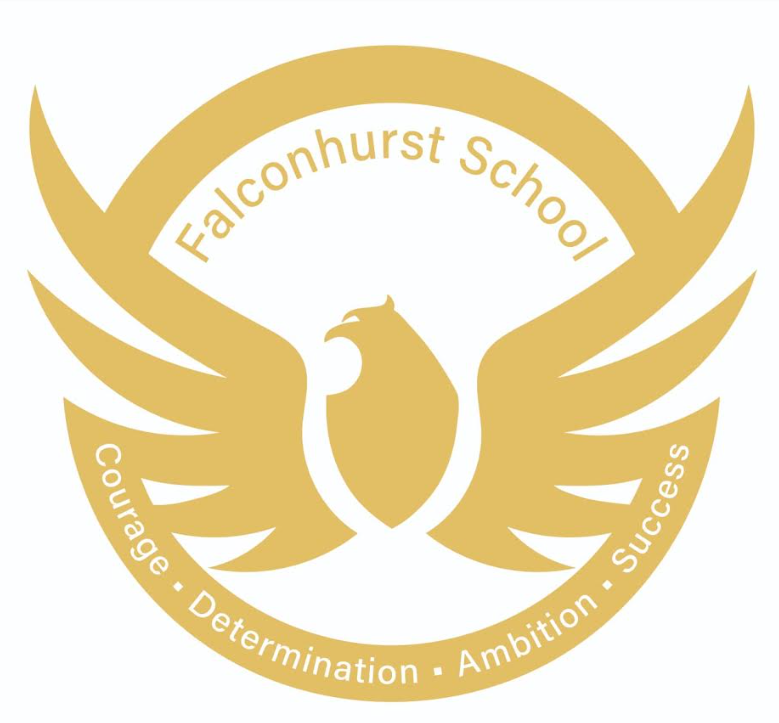 Falconhurst School
Courage · Determination · Ambition · Success